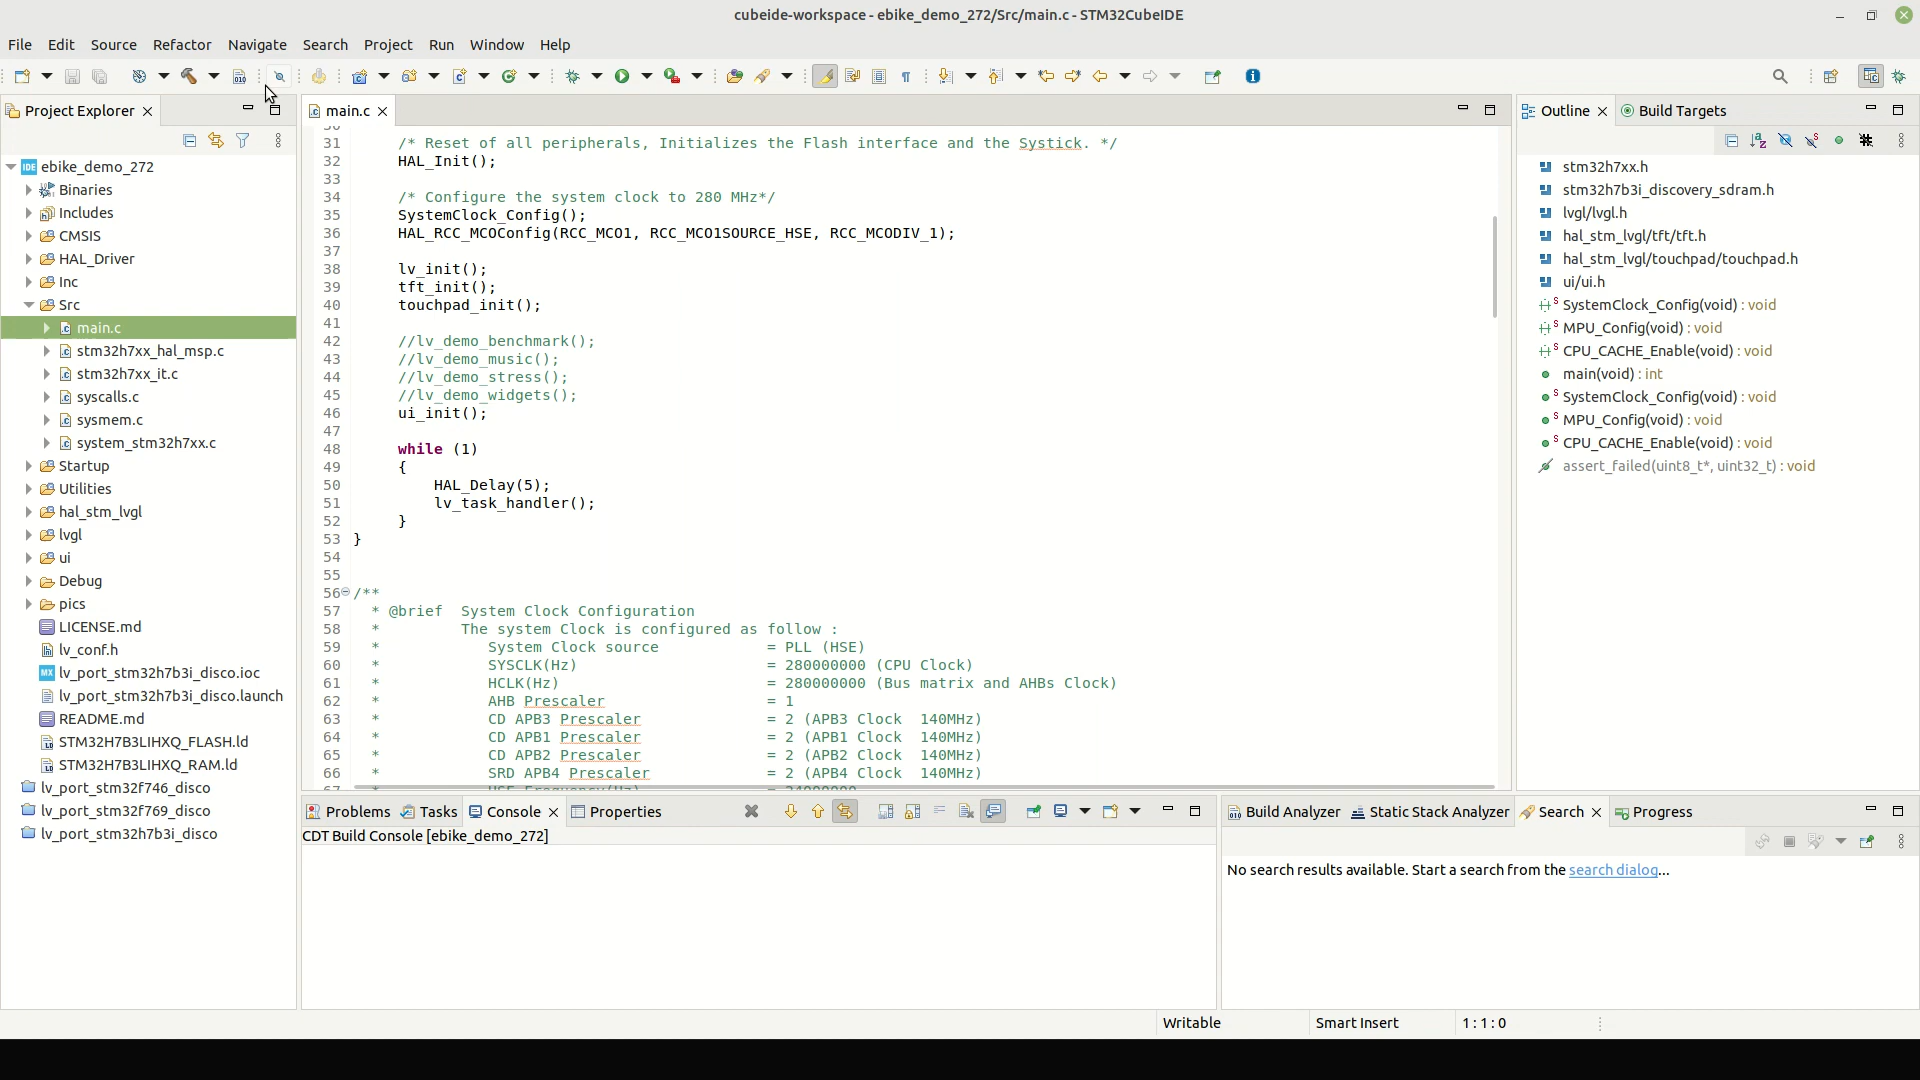 cubeide-workspace - ebike_demo_272/Src/main.c - STM32CubeIDE
File Edit Source Refactor Navigate Search Project Run Window Help
Project Explorer
ebike_demo_272
Binaries
Includes
CMSIS
HAL_Driver
Inc
Src
main.c
stm32h7xx_hal_msp.c
stm32h7xx_it.c
syscalls.c
sysmem.c
system_stm32h7xx.c
Startup
Utilities
hal_stm_lvgl
lvgl
ui
Debug
pics
LICENSE.md
lv_conf.h
lv_port_stm32h7b3i_disco.ioc
lv_port_stm32h7b3i_disco.launch
README.md
STM32H7B3LIHXQ_FLASH.ld
STM32H7B3LIHXQ_RAM.ld
lv_port_stm32f746_disco
lv_port_stm32f769_disco
lv_port_stm32h7b3i_disco
main.c
31 /* Reset of all peripherals, Initializes the Flash interface and the Systick. */
32 HAL_Init();
33
34 /* Configure the system clock to 280 MHz*/
35 SystemClock_Config();
36 HAL_RCC_MCOConfig(RCC_MCO1, RCC_MCO1SOURCE_HSE, RCC_MCODIV_1);
37
38 lv_init();
39 tft_init();
40 touchpad_init();
41
42 //lv_demo_benchmark();
43 //lv_demo_music();
44 //lv_demo_stress();
45 //lv_demo_widgets();
46 ui_init();
47
48 while (1)
49 {
50 HAL_Delay(5);
51 lv_task_handler();
52 }
53 }
54
55
56 /**
57 * @brief System Clock Configuration
58 * The system Clock is configured as follow :
59 * System Clock source = PLL (HSE)
60 * SYSCLK(Hz) = 280000000 (CPU Clock)
61 * HCLK(Hz) = 280000000 (Bus matrix and AHBs Clock)
62 * AHB Prescaler = 1
63 * CD APB3 Prescaler = 2 (APB3 Clock 140MHz)
64 * CD APB1 Prescaler = 2 (APB1 Clock 140MHz)
65 * CD APB2 Prescaler = 2 (APB2 Clock 140MHz)
66 * SRD APB4 Prescaler = 2 (APB4 Clock 140MHz)
Outline Build Targets
stm32h7xx.h
stm32h7b3i_discovery_sdram.h
lvgl/lvgl.h
hal_stm_lvgl/tft/tft.h
hal_stm_lvgl/touchpad/touchpad.h
ui/ui.h
SystemClock_Config(void) : void
MPU_Config(void) : void
CPU_CACHE_Enable(void) : void
main(void) : int
SystemClock_Config(void) : void
MPU_Config(void) : void
CPU_CACHE_Enable(void) : void
assert_failed(uint8_t*, uint32_t) : void
Problems Tasks Console Properties
CDT Build Console [ebike_demo_272]
Build Analyzer Static Stack Analyzer Search Progress
No search results available. Start a search from the search dialog...
Writable Smart Insert 1 : 1 : 0